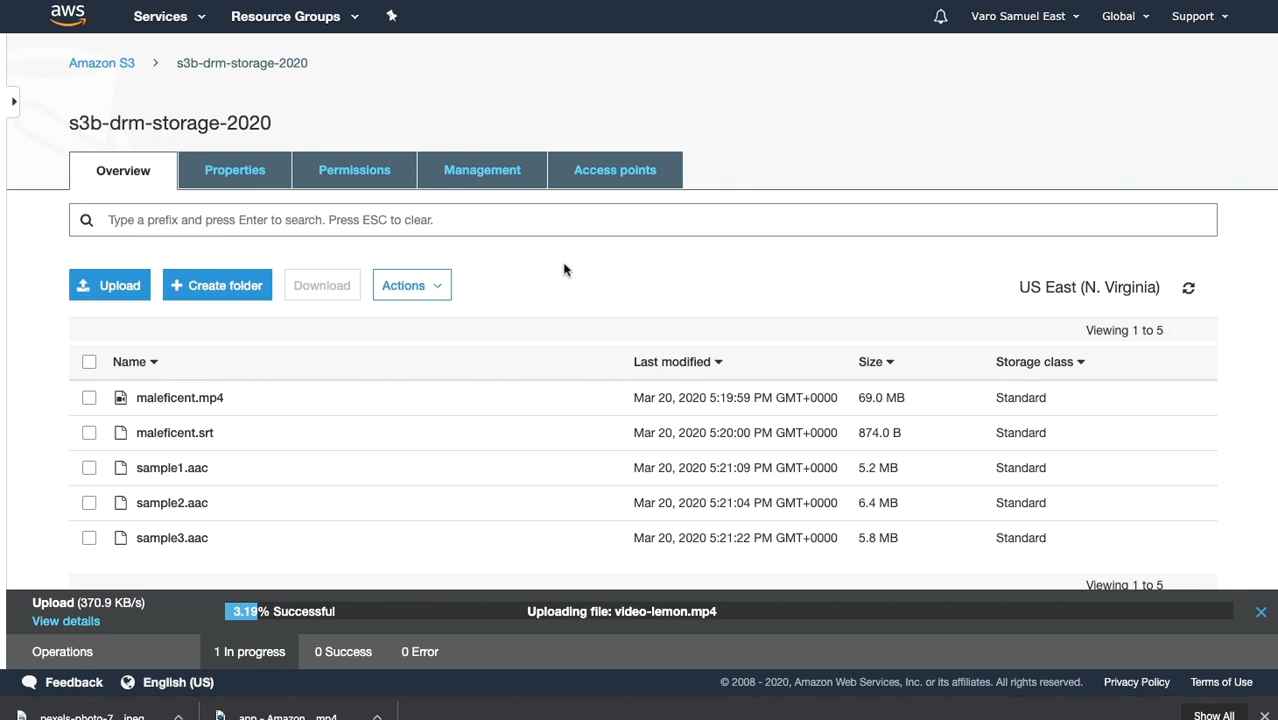 aws Services Resource Groups Varo Samuel East Global Support
Amazon S3 > s3b-drm-storage-2020
s3b-drm-storage-2020
Overview Properties Permissions Management Access points
Type a prefix and press Enter to search. Press ESC to clear.
Upload Create folder Download Actions US East (N. Virginia)
Viewing 1 to 5
Name Last modified Size Storage class
maleficent.mp4 Mar 20, 2020 5:19:59 PM GMT+0000 69.0 MB Standard
maleficent.srt Mar 20, 2020 5:20:00 PM GMT+0000 874.0 B Standard
sample1.aac Mar 20, 2020 5:21:09 PM GMT+0000 5.2 MB Standard
sample2.aac Mar 20, 2020 5:21:04 PM GMT+0000 6.4 MB Standard
sample3.aac Mar 20, 2020 5:21:22 PM GMT+0000 5.8 MB Standard
Viewing 1 to 5
Upload (370.9 KB/s) 3.19% Successful Uploading file: video-lemon.mp4
View details
Operations 1 In progress 0 Success 0 Error
Feedback English (US) © 2008 - 2020, Amazon Web Services, Inc. or its affiliates. All rights reserved. Privacy Policy Terms of Use
pexels-photo-7...jpeg app - Amazon....mp4 Show All